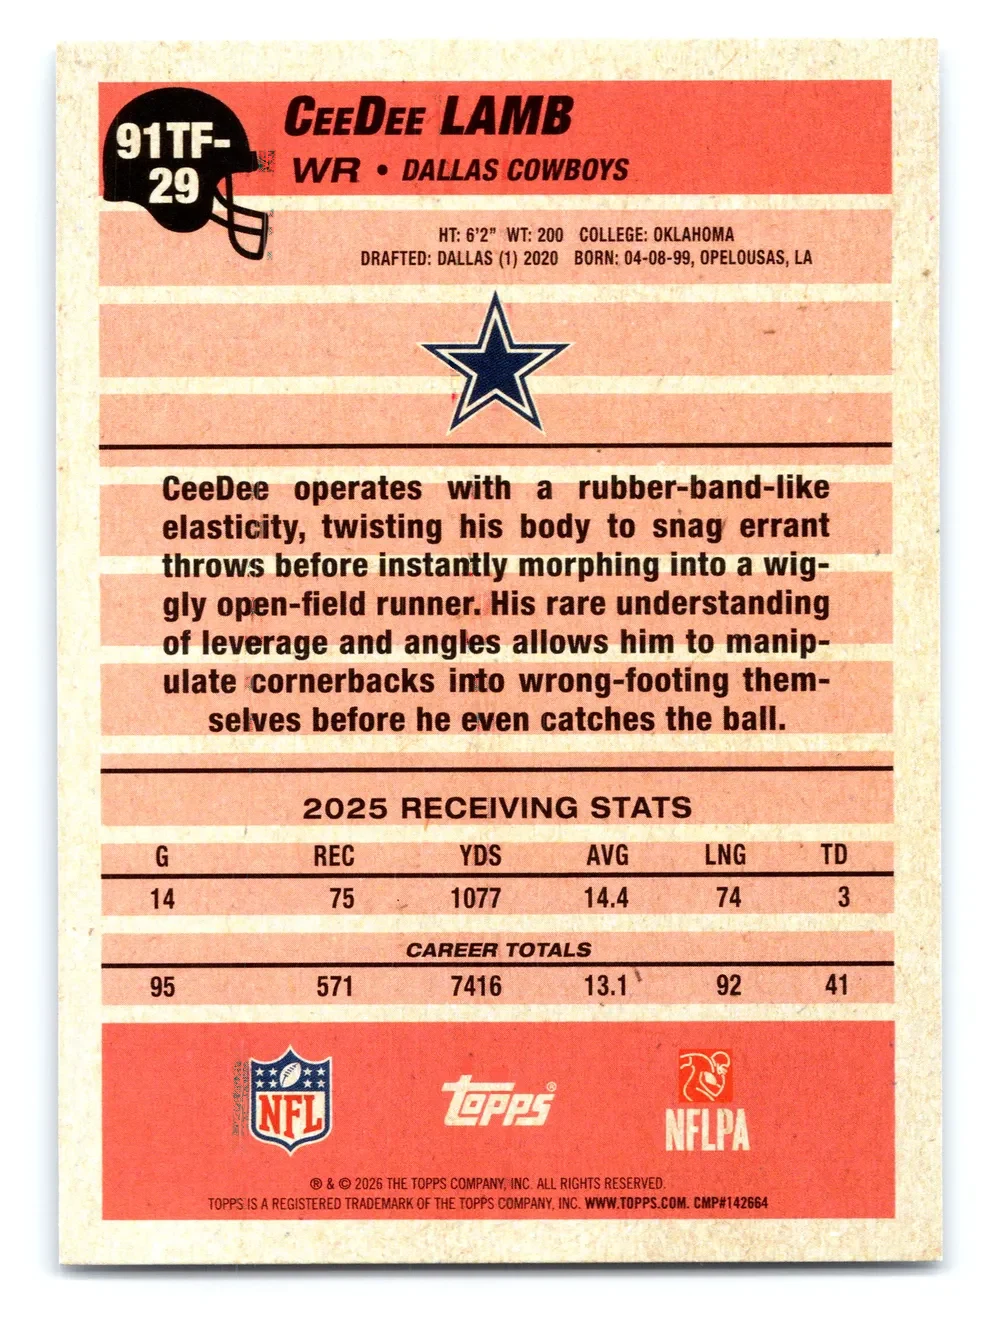 91TF-
29
CEEDEE LAMB
WR • DALLAS COWBOYS
HT: 6'2" WT: 200 COLLEGE: OKLAHOMA
DRAFTED: DALLAS (1) 2020 BORN: 04-08-99, OPELOUSAS, LA
CeeDee operates with a rubber-band-like
elasticity, twisting his body to snag errant
throws before instantly morphing into a wig-
gly open-field runner. His rare understanding
of leverage and angles allows him to manip-
ulate cornerbacks into wrong-footing them-
selves before he even catches the ball.
2025 RECEIVING STATS
G REC YDS AVG LNG TD
14 75 1077 14.4 74 3
CAREER TOTALS
95 571 7416 13.1 92 41
NFL topps® NFLPA
® & © 2026 THE TOPPS COMPANY, INC. ALL RIGHTS RESERVED.
TOPPS IS A REGISTERED TRADEMARK OF THE TOPPS COMPANY, INC. WWW.TOPPS.COM. CMP#142664